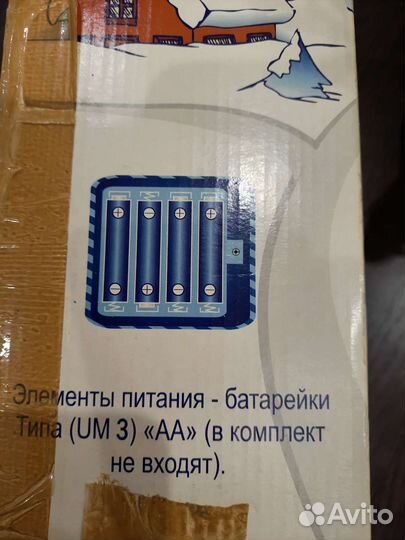 Элементы питания - батарейки
Типа (UM 3) «АА» (в комплект
не входят).
Avito